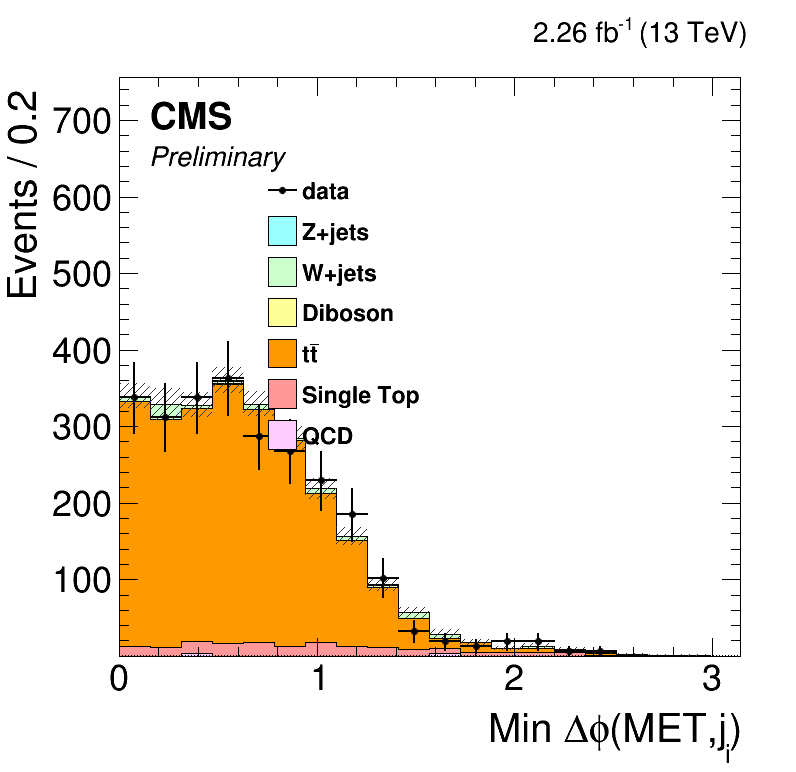 2.26 fb-1 (13 TeV)
CMS
Preliminary
Events / 0.2
700
600
500
400
300
200
100
data
Z+jets
W+jets
Diboson
tt̄
Single Top
QCD
0 1 2 3
Min Δϕ(MET,ji)